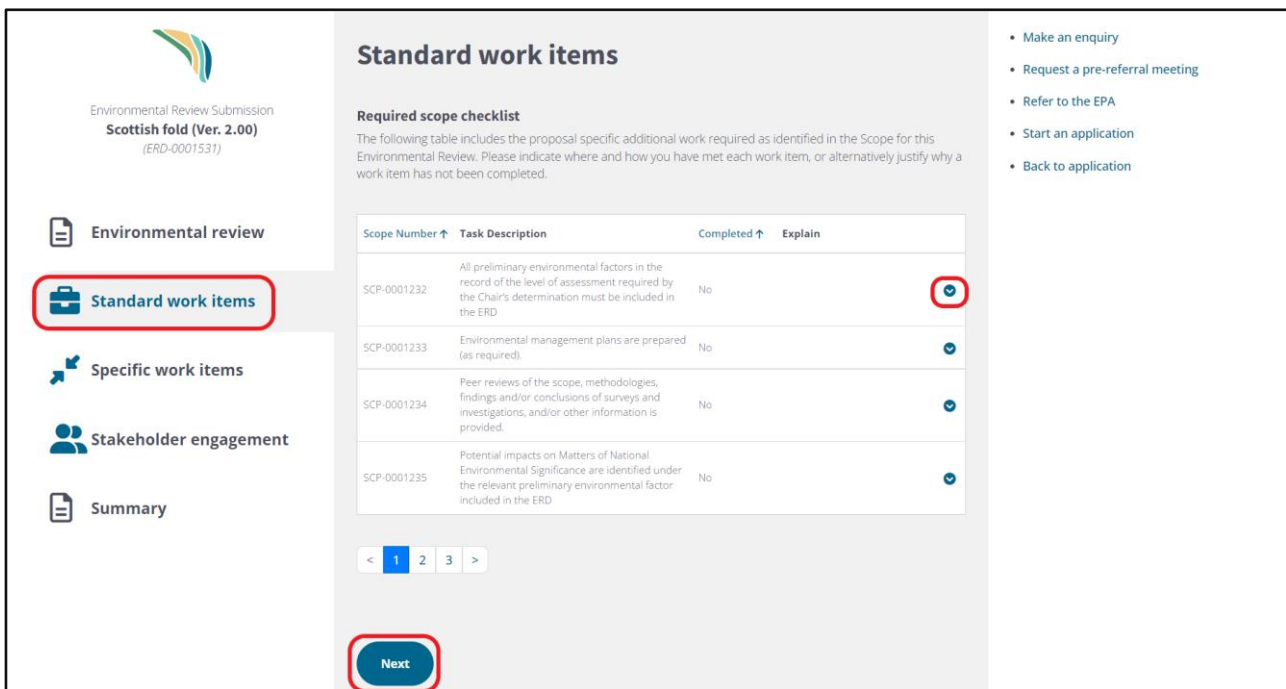 Environmental Review Submission
Scottish fold (Ver. 2.00)
(ERD-0001531)
Environmental review
Standard work items
Specific work items
Stakeholder engagement
Summary
Standard work items
Required scope checklist
The following table includes the proposal specific additional work required as identified in the Scope for this
Environmental Review. Please indicate where and how you have met each work item, or alternatively justify why a
work item has not been completed.
Scope Number ↑ Task Description Completed ↑ Explain
All preliminary environmental factors in the
record of the level of assessment required by
SCP-0001232 No
the Chair's determination must be included in
the ERD
Environmental management plans are prepared
SCP-0001233 No
(as required).
Peer reviews of the scope, methodologies,
findings and/or conclusions of surveys and
SCP-0001234 No
investigations, and/or other information is
provided.
Potential impacts on Matters of National
Environmental Significance are identified under
SCP-0001235 No
the relevant preliminary environmental factor
included in the ERD
< 1 2 3 >
Next
• Make an enquiry
• Request a pre-referral meeting
• Refer to the EPA
• Start an application
• Back to application